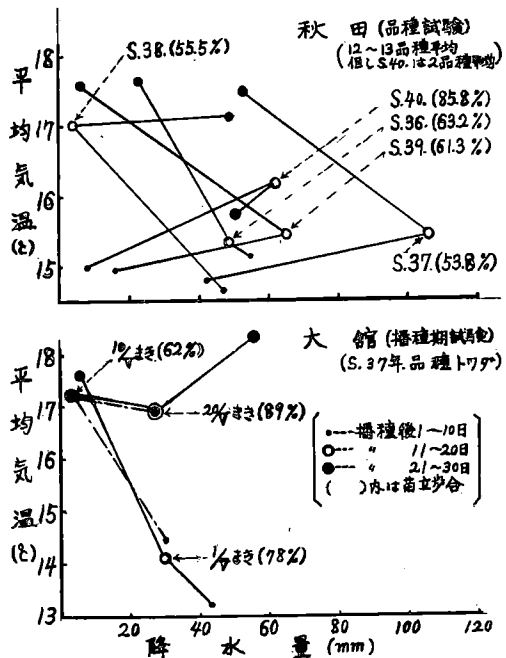 秋 田 (品種試験)
(12～13品種平均
但しS.40.は2品種平均)
平均気温(℃)
18
17
16
15
S.38.(55.5%)
S.40.(85.8%)
S.36.(63.2%)
S.39.(61.3%)
S.37.(53.8%)
大 館 (播種期試験)
(S.37年.品種トワダ)
平均気温(℃)
18
17
16
15
14
13
10/Vまき(62%)
20/Vまき(89%)
1/Vまき(78%)
播種後1～10日
〃 11～20日
〃 21～30日
( )内は苗立歩合
20 40 60 80 100 120
降 水 量 (mm)